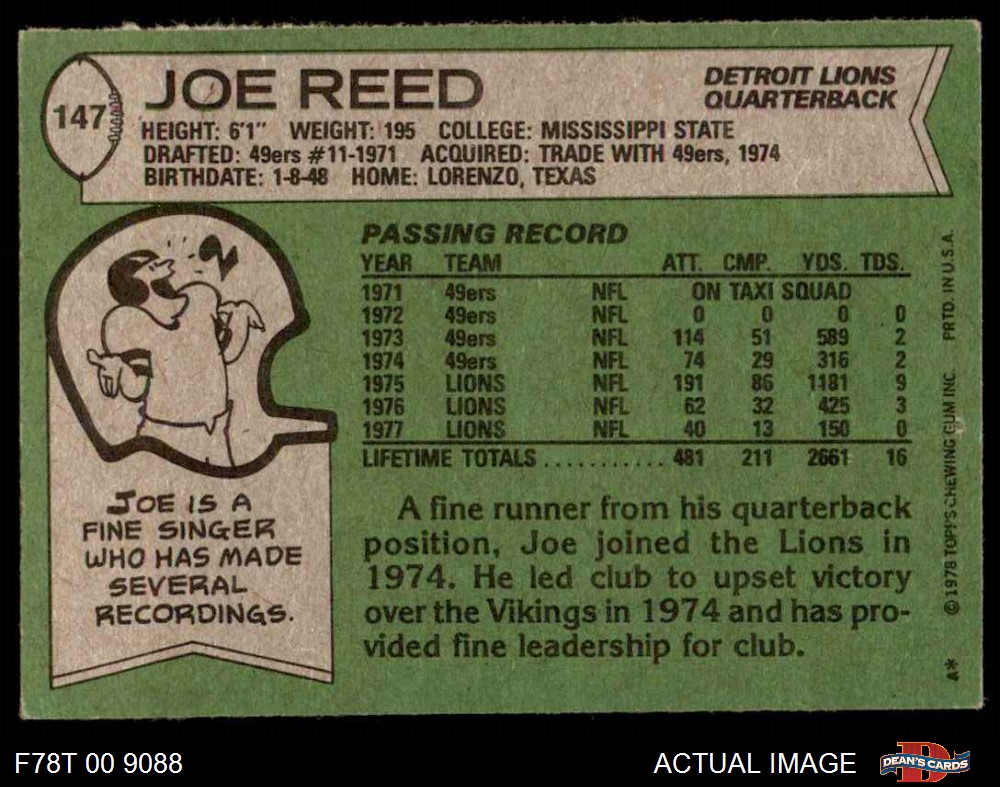 147
JOE REED
DETROIT LIONS
QUARTERBACK
HEIGHT: 6'1" WEIGHT: 195 COLLEGE: MISSISSIPPI STATE
DRAFTED: 49ers #11-1971 ACQUIRED: TRADE WITH 49ers, 1974
BIRTHDATE: 1-8-48 HOME: LORENZO, TEXAS
PASSING RECORD
YEAR TEAM ATT. CMP. YDS. TDS.
1971 49ers NFL ON TAXI SQUAD
1972 49ers NFL 0 0 0 0
1973 49ers NFL 114 51 589 2
1974 49ers NFL 74 29 316 2
1975 LIONS NFL 191 86 1181 9
1976 LIONS NFL 62 32 425 3
1977 LIONS NFL 40 13 150 0
LIFETIME TOTALS ........... 481 211 2661 16
JOE IS A
FINE SINGER
WHO HAS MADE
SEVERAL
RECORDINGS.
A fine runner from his quarterback
position, Joe joined the Lions in
1974. He led club to upset victory
over the Vikings in 1974 and has pro-
vided fine leadership for club.
A* © 1978 TOPPS CHEWING GUM INC. PRTD. IN U.S.A.
F78T 00 9088
ACTUAL IMAGE
D
DEAN'S CARDS